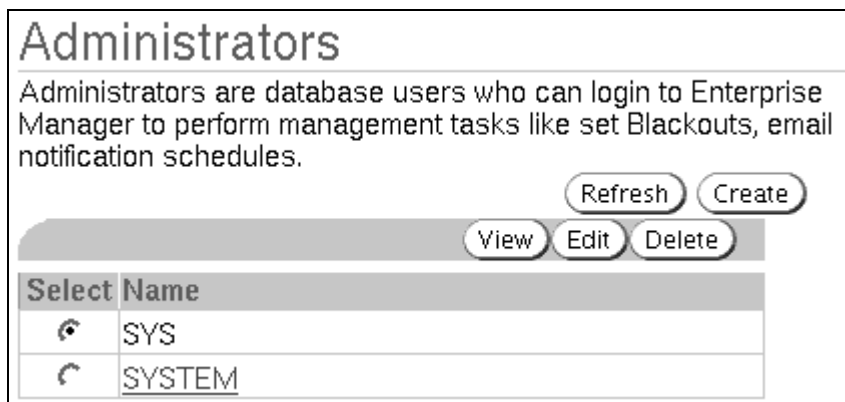 Administrators
Administrators are database users who can login to Enterprise
Manager to perform management tasks like set Blackouts, email
notification schedules.
Refresh Create
View Edit Delete
Select Name
SYS
SYSTEM